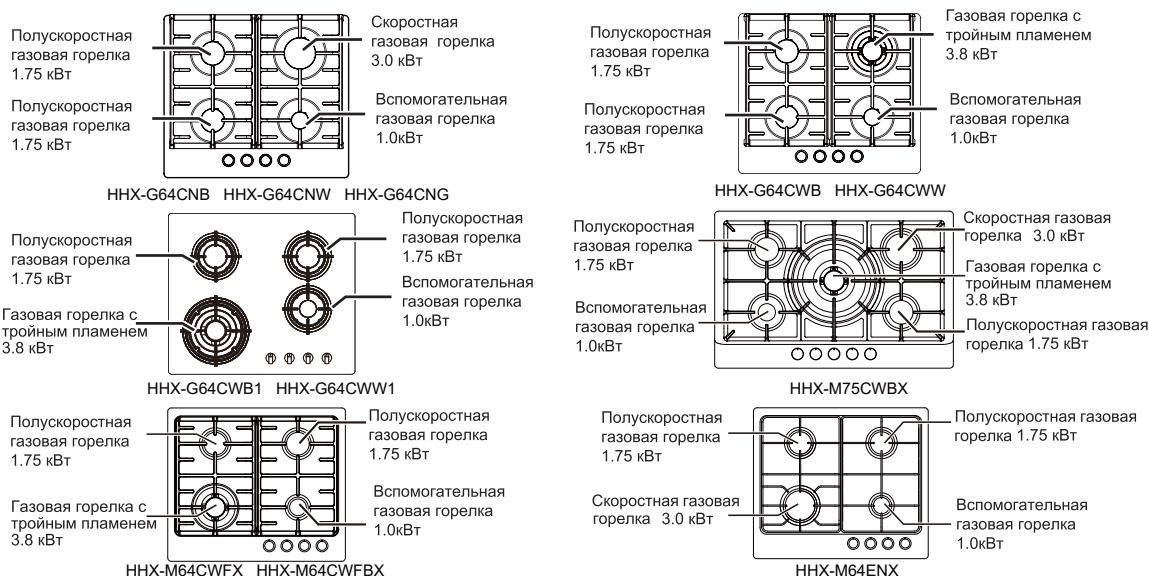 Полускоростная
газовая горелка
1.75 кВт
Скоростная
газовая горелка
3.0 кВт
Полускоростная
газовая горелка
1.75 кВт
Вспомогательная
газовая горелка
1.0кВт
HHX-G64CNB HHX-G64CNW HHX-G64CNG
Полускоростная
газовая горелка
1.75 кВт
Газовая горелка с
тройным пламенем
3.8 кВт
Полускоростная
газовая горелка
1.75 кВт
Вспомогательная
газовая горелка
1.0кВт
HHX-G64CWB HHX-G64CWW
Полускоростная
газовая горелка
1.75 кВт
Полускоростная
газовая горелка
1.75 кВт
Газовая горелка с
тройным пламенем
3.8 кВт
Вспомогательная
газовая горелка
1.0кВт
HHX-G64CWB1 HHX-G64CWW1
Полускоростная
газовая горелка
1.75 кВт
Скоростная газовая
горелка 3.0 кВт
Газовая горелка с
тройным пламенем
3.8 кВт
Вспомогательная
газовая горелка
1.0кВт
Полускоростная газовая
горелка 1.75 кВт
HHX-M75CWBX
Полускоростная
газовая горелка
1.75 кВт
Полускоростная
газовая горелка
1.75 кВт
Газовая горелка с
тройным пламенем
3.8 кВт
Вспомогательная
газовая горелка
1.0кВт
HHX-M64CWFX HHX-M64CWFBX
Полускоростная
газовая горелка
1.75 кВт
Полускоростная газовая
горелка 1.75 кВт
Скоростная газовая
горелка 3.0 кВт
Вспомогательная
газовая горелка
1.0кВт
HHX-M64ENX